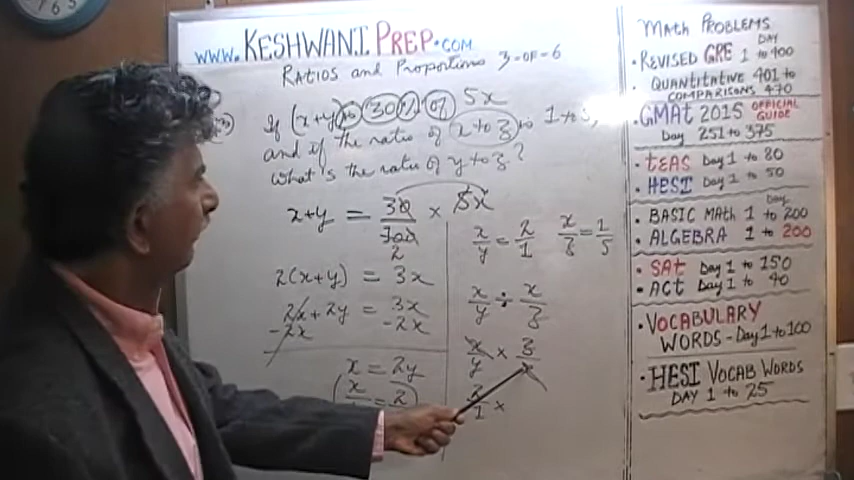 www.KESHWANIPREP.com
RATIOS and PROPORTIONS 3-OF-6
If (x+y) is 30% of 5x
and if the ratio of x to z is 1 to 5,
what's the ratio of y to z?
x+y = 30/100 × 5x
2
2(x+y) = 3x
2x + 2y = 3x
-2x -2x
x = 2y
x = 2
x/y = 2/1 x/z = 1/5
x/y ÷ x/z
x/y × z/x
2/1 ×
MATH PROBLEMS
DAY
• REVISED GRE 1 to 400
• QUANTITATIVE 401 to
COMPARISONS 470
• GMAT 2015 OFFICIAL GUIDE
Day 251 to 375
• TEAS Day 1 to 80
• HESI Day 1 to 50
Day
• BASIC MATH 1 to 200
• ALGEBRA 1 to 200
• SAT Day 1 to 150
• ACT Day 1 to 40
• VOCABULARY
WORDS - Day 1 to 100
• HESI VOCAB WORDS
DAY 1 to 25